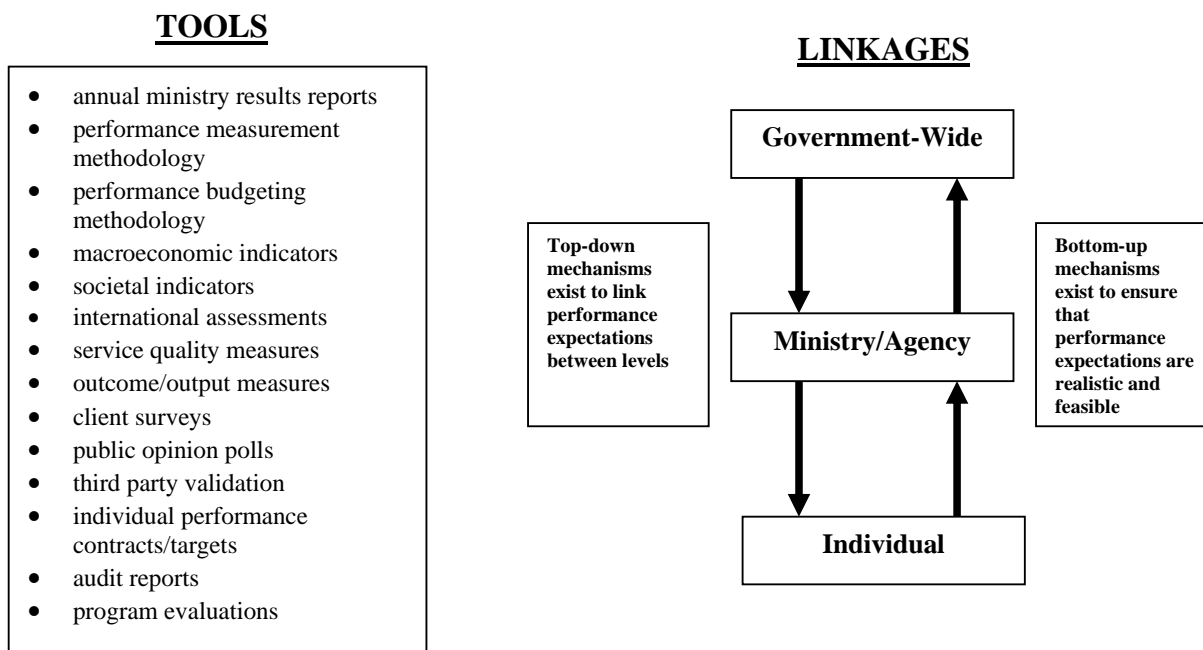 TOOLS
• annual ministry results reports
• performance measurement
methodology
• performance budgeting
methodology
• macroeconomic indicators
• societal indicators
• international assessments
• service quality measures
• outcome/output measures
• client surveys
• public opinion polls
• third party validation
• individual performance
contracts/targets
• audit reports
• program evaluations
LINKAGES
Government-Wide
Top-down
mechanisms
exist to link
performance
expectations
between levels
Bottom-up
mechanisms
exist to ensure
that
performance
expectations are
realistic and
feasible
Ministry/Agency
Individual